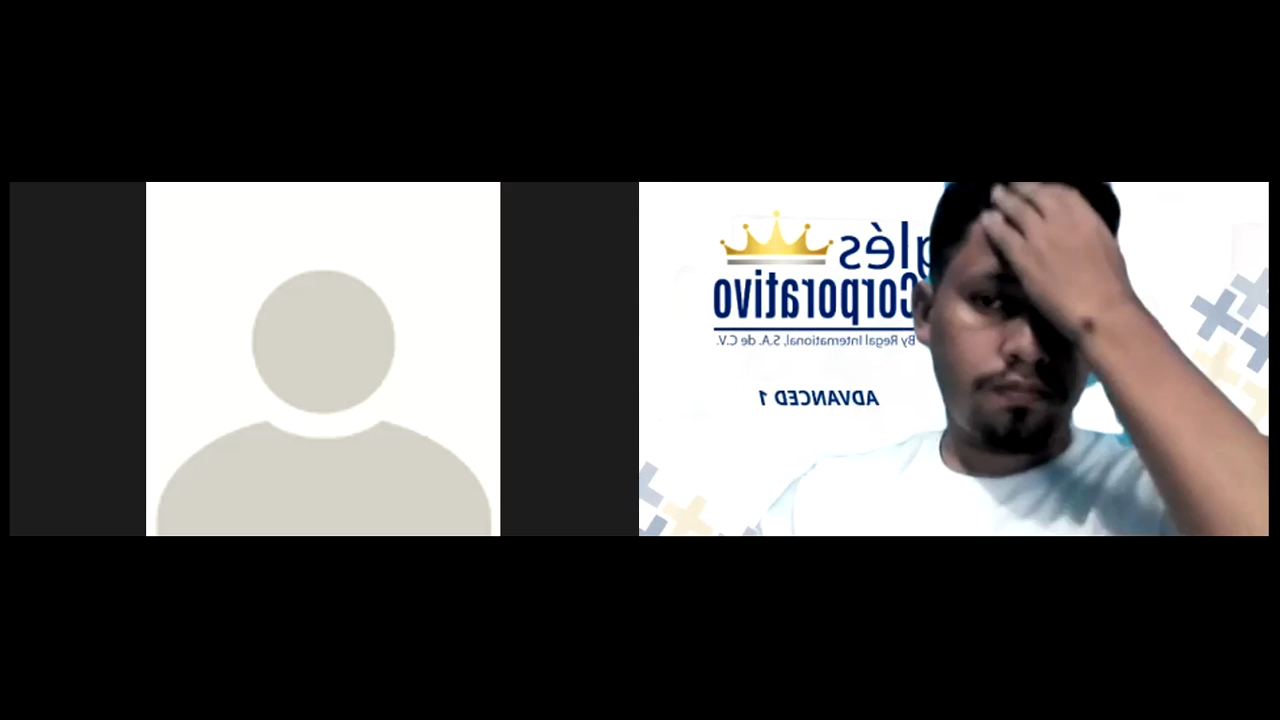 glés
Corporativo
By Regal International, S.A. de C.V.
ADVANCED 1